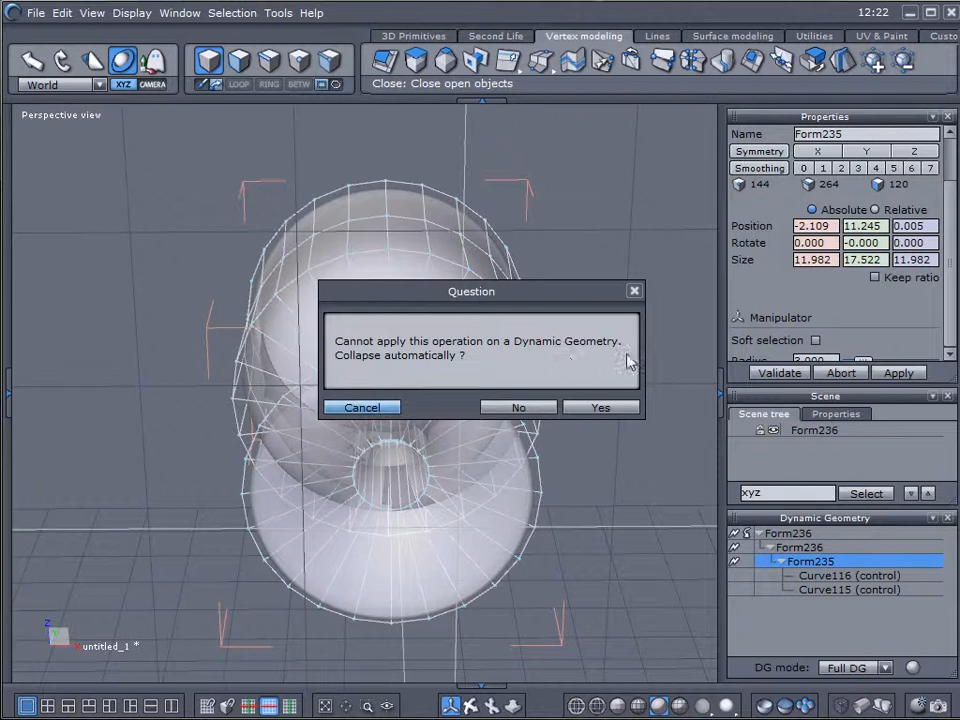 File Edit View Display Window Selection Tools Help 12:22
3D Primitives Second Life Vertex modeling Lines Surface modeling Utilities UV & Paint Custo
World XYZ CAMERA LOOP RING BETW
Close: Close open objects
Perspective view
Properties
Name Form235
Symmetry X Y Z
Smoothing 0 1 2 3 4 5 6 7
144 264 120
Absolute Relative
Position -2.109 11.245 0.005
Rotate 0.000 -0.000 0.000
Size 11.982 17.522 11.982
Keep ratio
Manipulator
Soft selection
Radius 3.000
Validate Abort Apply
Question
Cannot apply this operation on a Dynamic Geometry.
Collapse automatically ?
Cancel No Yes
Scene
Scene tree Properties
Form236
xyz Select
Dynamic Geometry
Form236
Form236
Form235
Curve116 (control)
Curve115 (control)
DG mode: Full DG
Z
Y
X
untitled_1 *